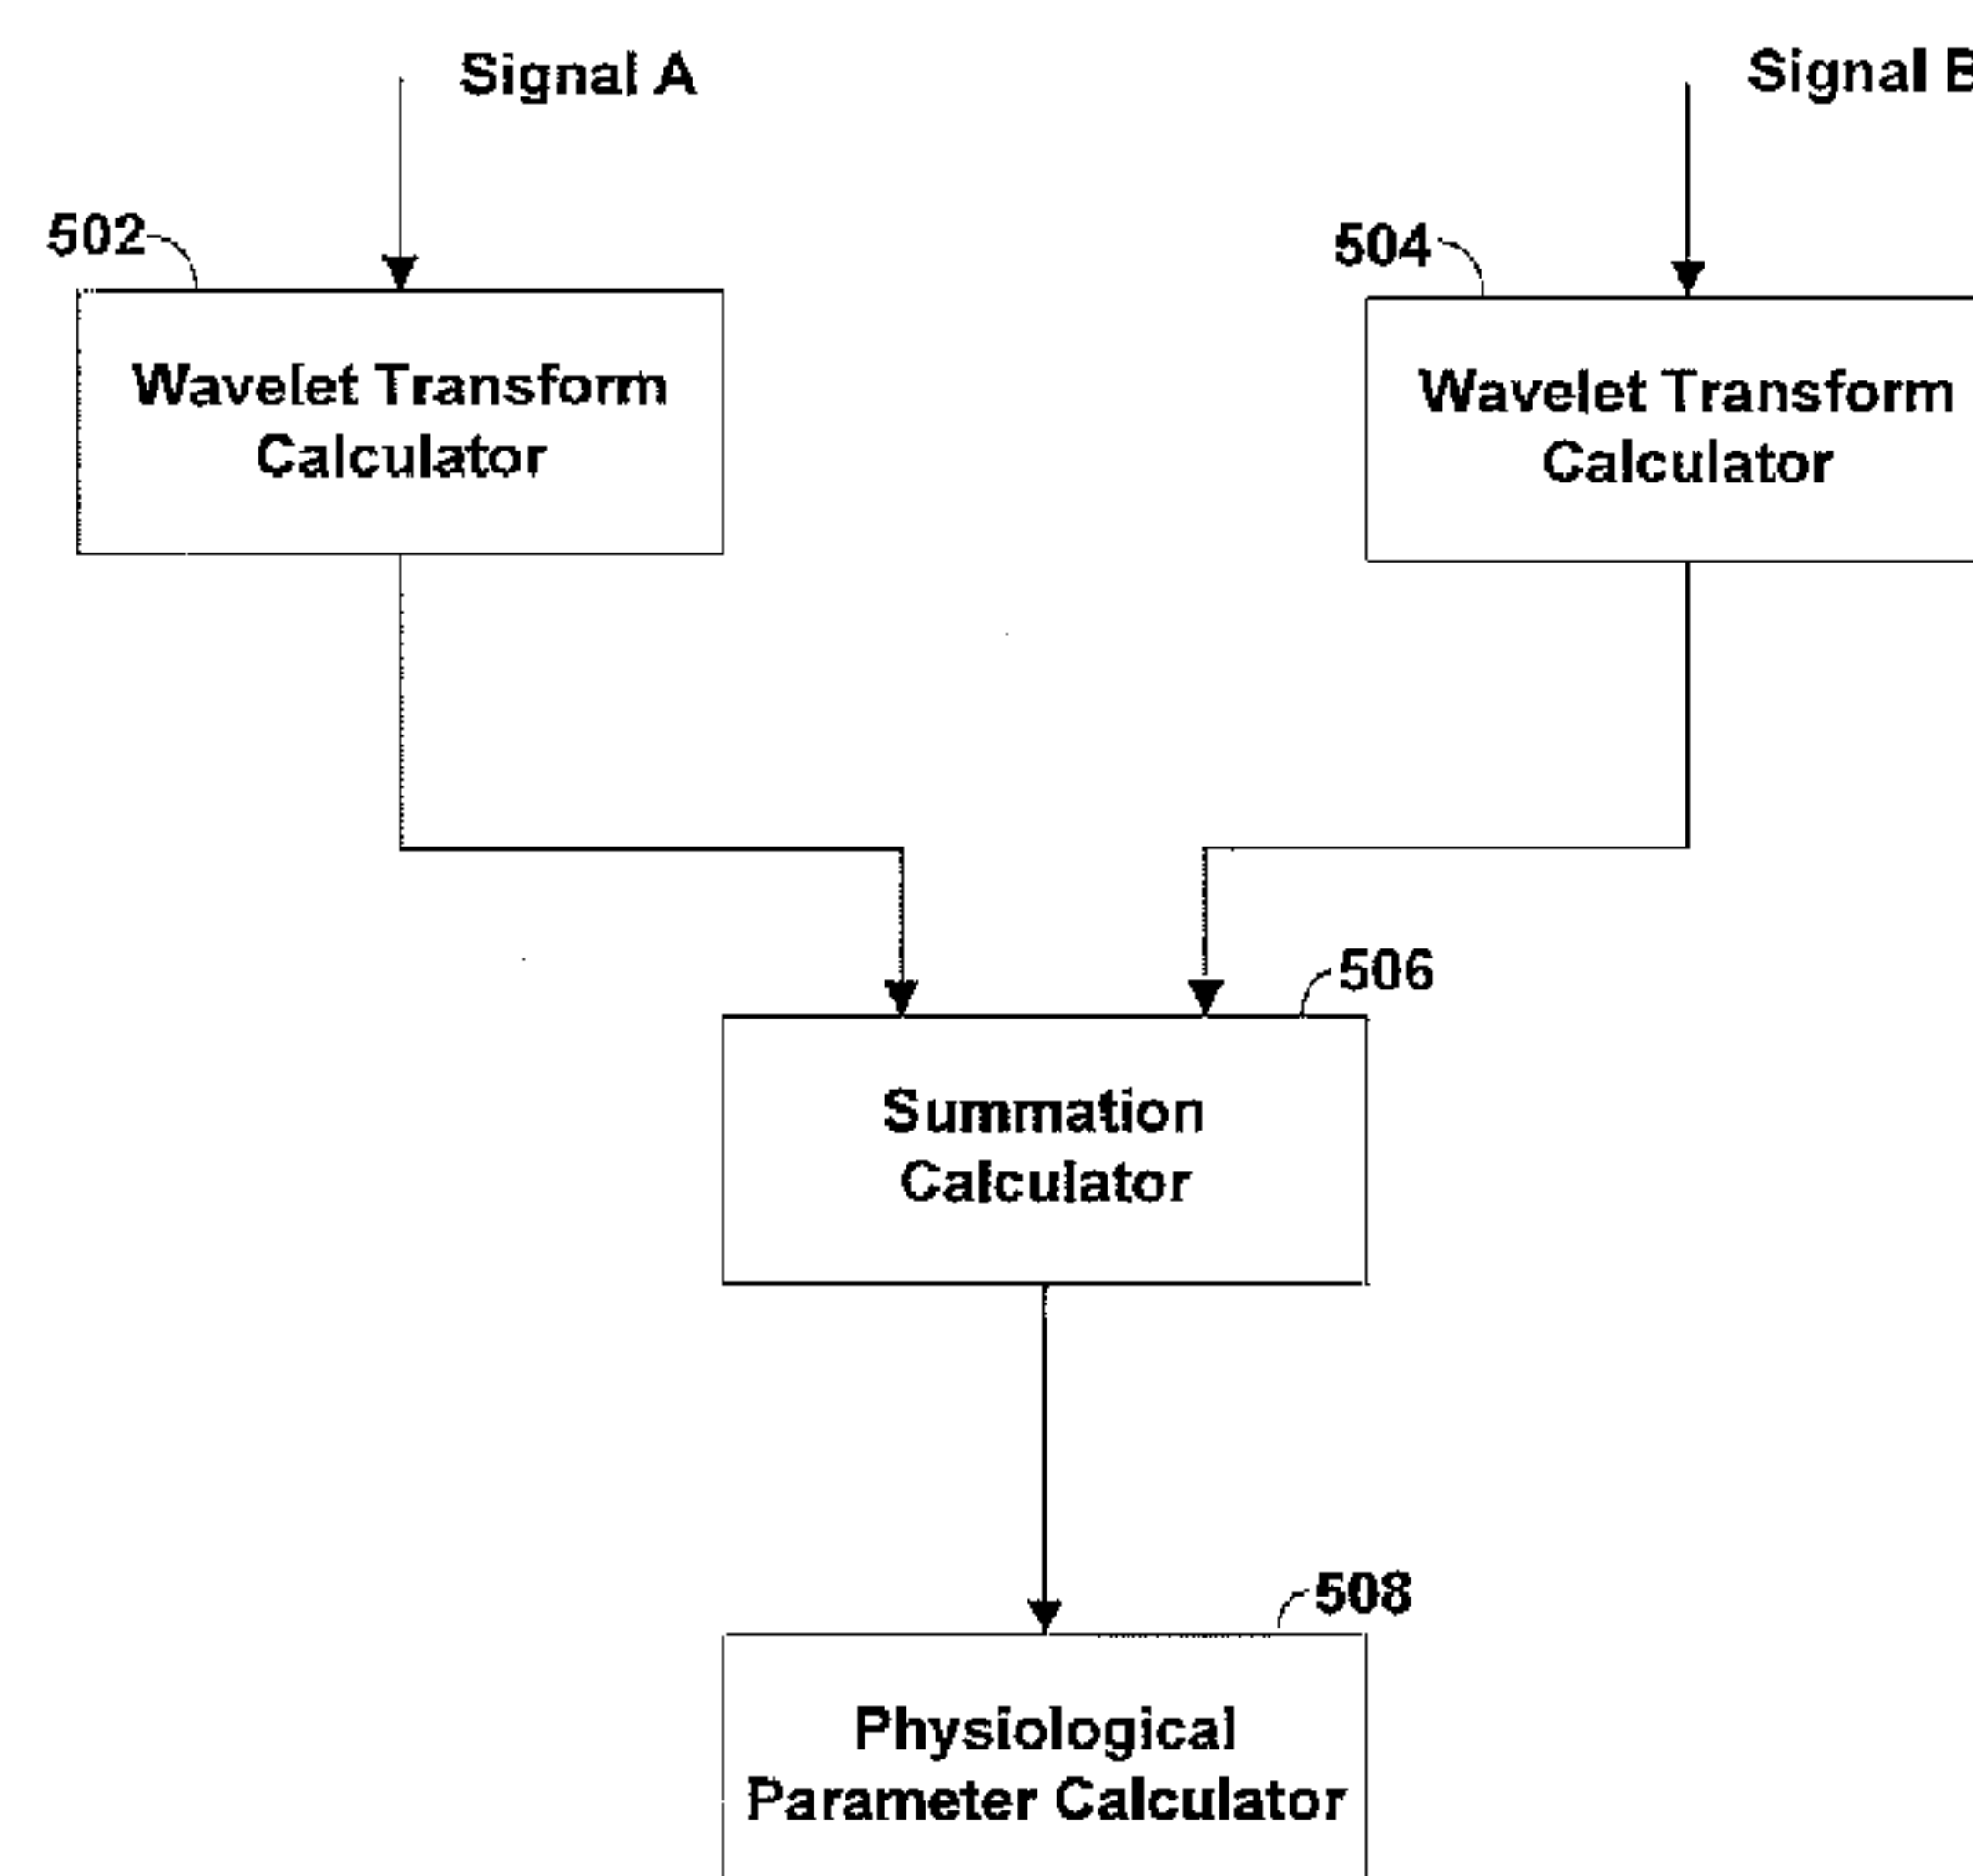 Signal A
Signal B
502
504
Wavelet Transform
Calculator
Wavelet Transform
Calculator
506
Summation
Calculator
508
Physiological
Parameter Calculator